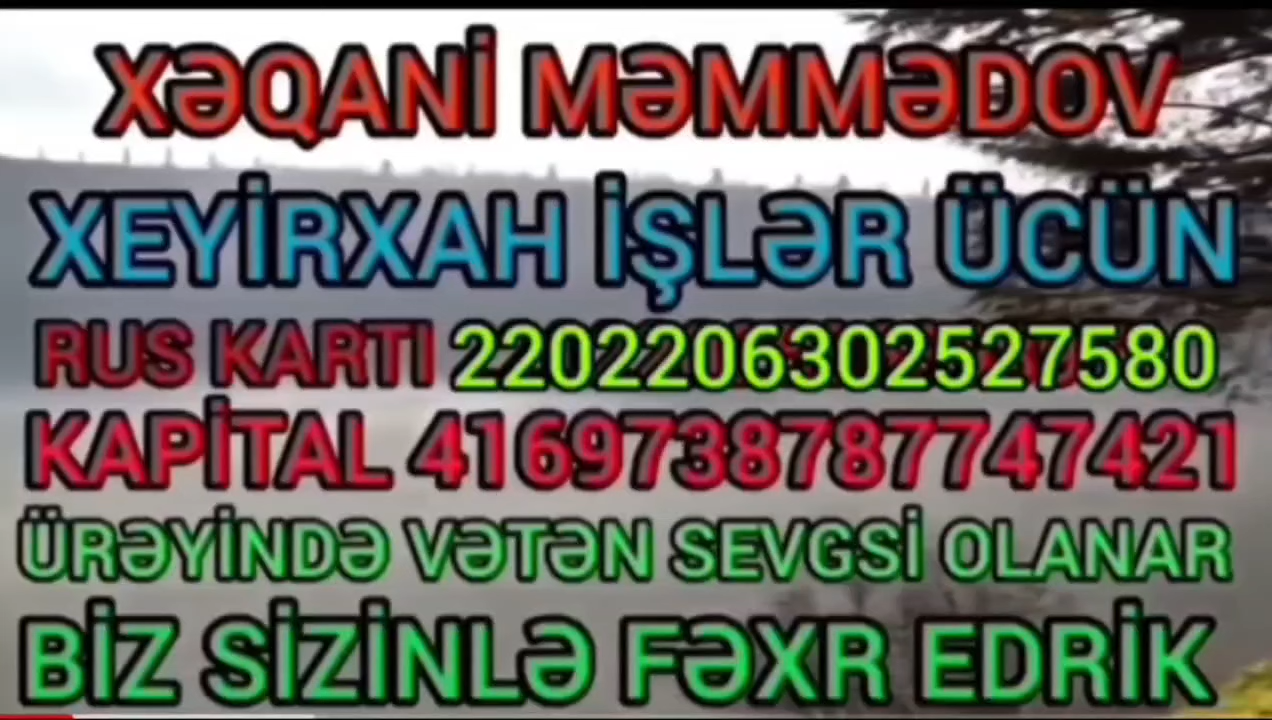 XƏQANİ MƏMMƏDOV
XEYİRXAH İŞLƏR ÜCÜN
RUS KARTI 2202206302527580
KAPİTAL 4169738787747421
ÜRƏYİNDƏ VƏTƏN SEVGSİ OLANAR
BİZ SİZİNLƏ FƏXR EDRİK